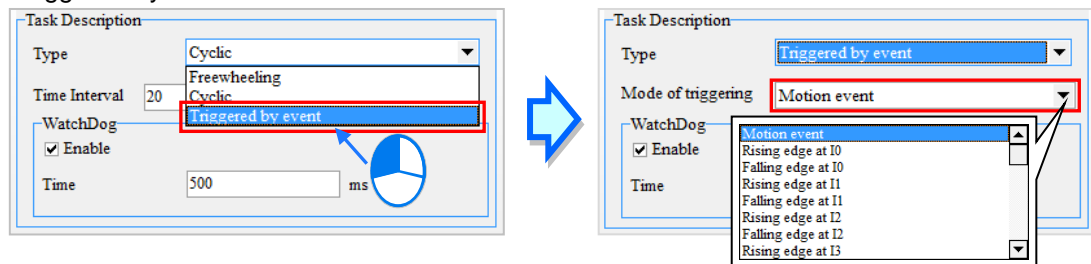 Task Description
Type Cyclic
Freewheeling
Time Interval 20 Cyclic
Triggered by event
WatchDog
Enable
Time 500 ms
Task Description
Type Triggered by event
Mode of triggering Motion event
WatchDog
Enable
Time
Motion event
Rising edge at I0
Falling edge at I0
Rising edge at I1
Falling edge at I1
Rising edge at I2
Falling edge at I2
Rising edge at I3